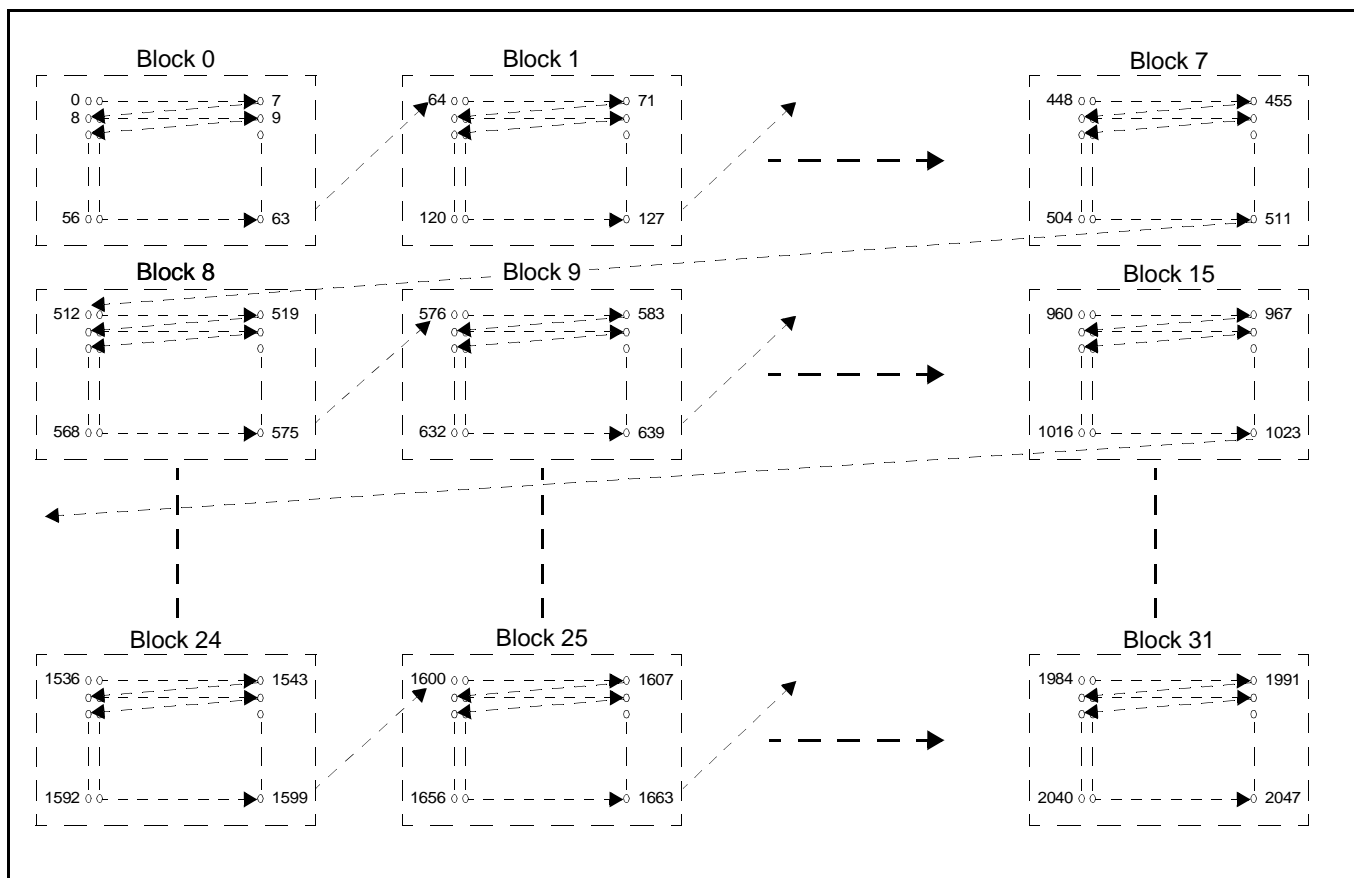 Block 0 Block 1 Block 7
0 7 64 71 448 455
8 9
56 63 120 127 504 511
Block 8 Block 9 Block 15
512 519 576 583 960 967
568 575 632 639 1016 1023
Block 24 Block 25 Block 31
1536 1543 1600 1607 1984 1991
1592 1599 1656 1663 2040 2047